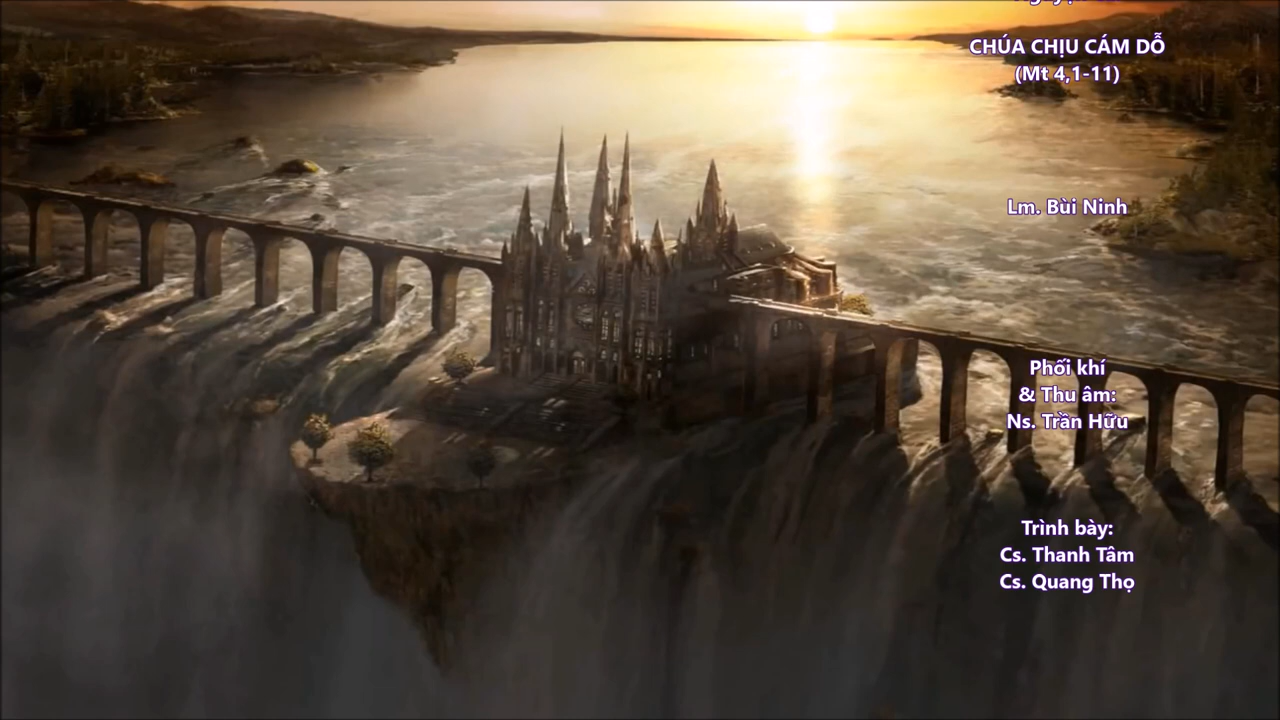 CHÚA CHỊU CÁM DỖ
(Mt 4,1-11)
Lm. Bùi Ninh
Phối khí
& Thu âm:
Ns. Trần Hữu
Trình bày:
Cs. Thanh Tâm
Cs. Quang Thọ